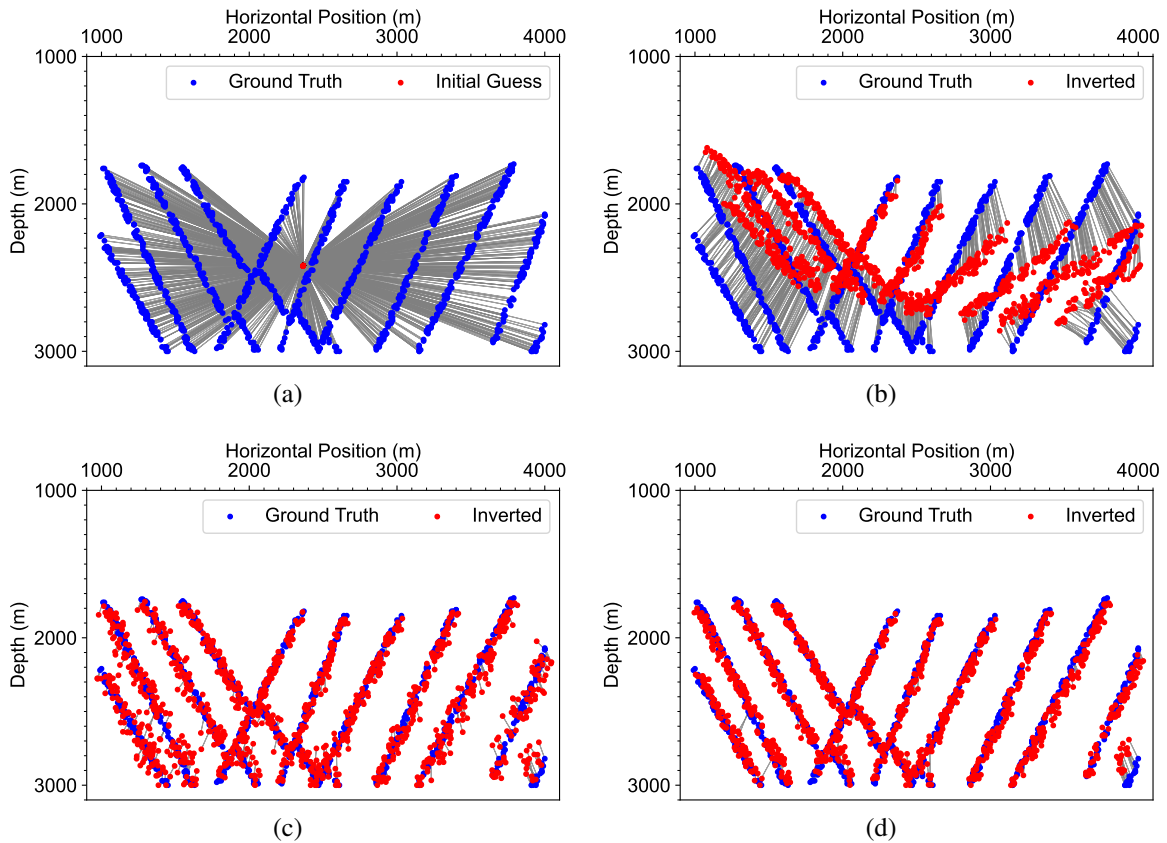 Horizontal Position (m)
1000 2000 3000 4000
1000
Ground Truth Initial Guess
Depth (m)
2000
3000
(a)
Horizontal Position (m)
1000 2000 3000 4000
1000
Ground Truth Inverted
Depth (m)
2000
3000
(b)
Horizontal Position (m)
1000 2000 3000 4000
1000
Ground Truth Inverted
Depth (m)
2000
3000
(c)
Horizontal Position (m)
1000 2000 3000 4000
1000
Ground Truth Inverted
Depth (m)
2000
3000
(d)